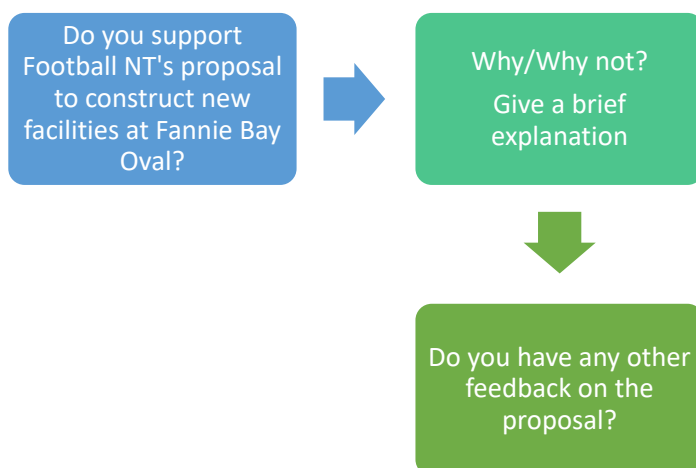 Do you support
Football NT's proposal
to construct new
facilities at Fannie Bay
Oval?
Why/Why not?
Give a brief
explanation
Do you have any other
feedback on the
proposal?